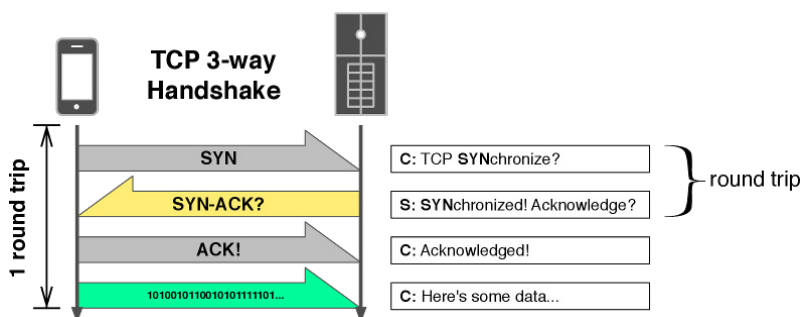 TCP 3-way
Handshake
1 round trip
SYN
C: TCP SYNchronize?
SYN-ACK?
S: SYNchronized! Acknowledge?
round trip
ACK!
C: Acknowledged!
1010010110010101111101...
C: Here's some data...